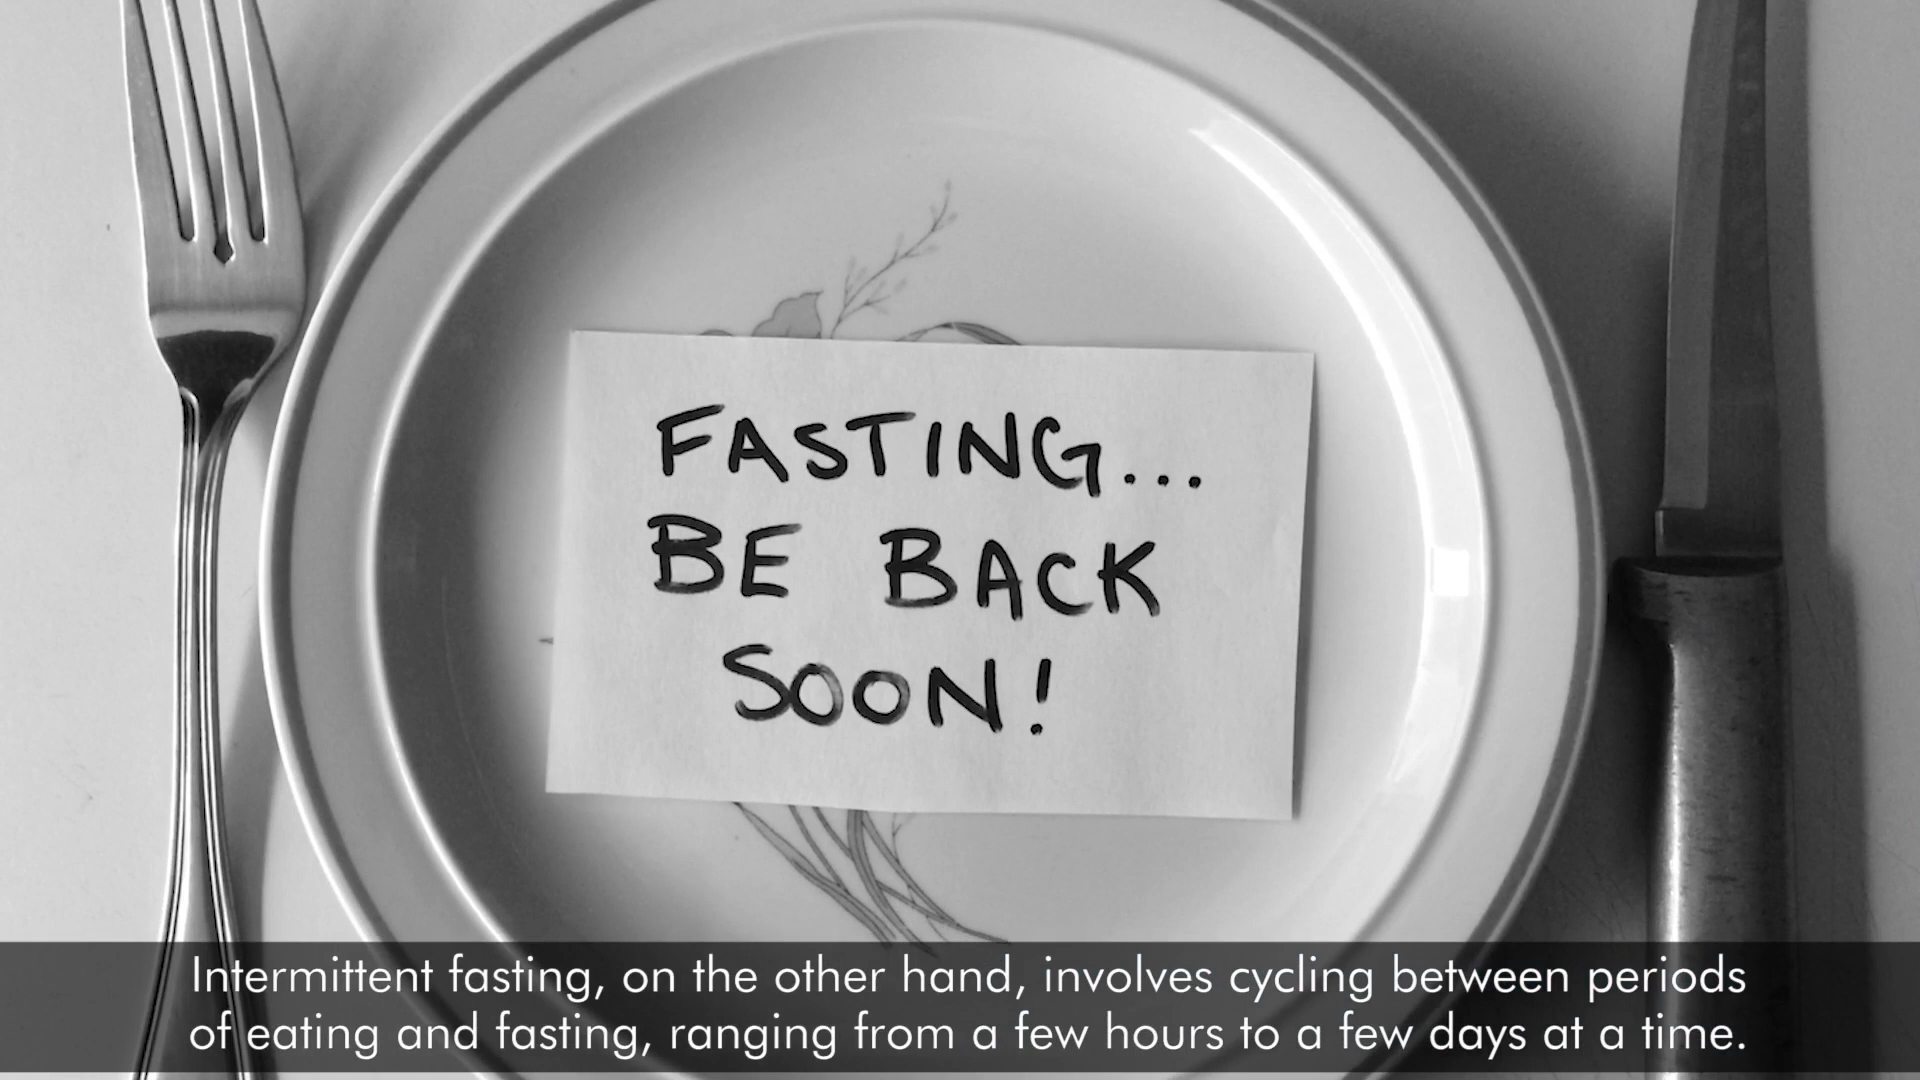 FASTING...
BE BACK
SOON!
Intermittent fasting, on the other hand, involves cycling between periods
of eating and fasting, ranging from a few hours to a few days at a time.